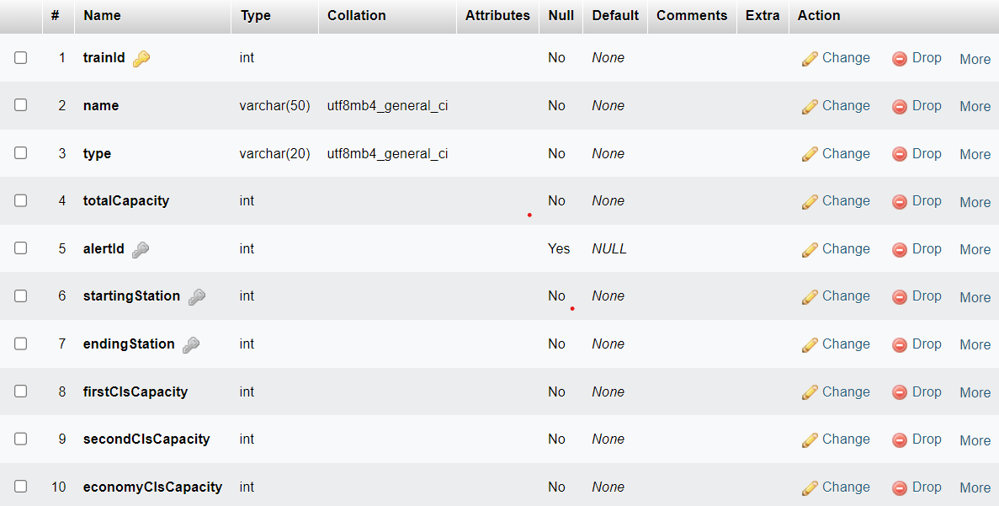 # Name Type Collation Attributes Null Default Comments Extra Action
1 trainId int No None Change Drop More
2 name varchar(50) utf8mb4_general_ci No None Change Drop More
3 type varchar(20) utf8mb4_general_ci No None Change Drop More
4 totalCapacity int No None Change Drop More
5 alertId int Yes NULL Change Drop More
6 startingStation int No None Change Drop More
7 endingStation int No None Change Drop More
8 firstClsCapacity int No None Change Drop More
9 secondClsCapacity int No None Change Drop More
10 economyClsCapacity int No None Change Drop More